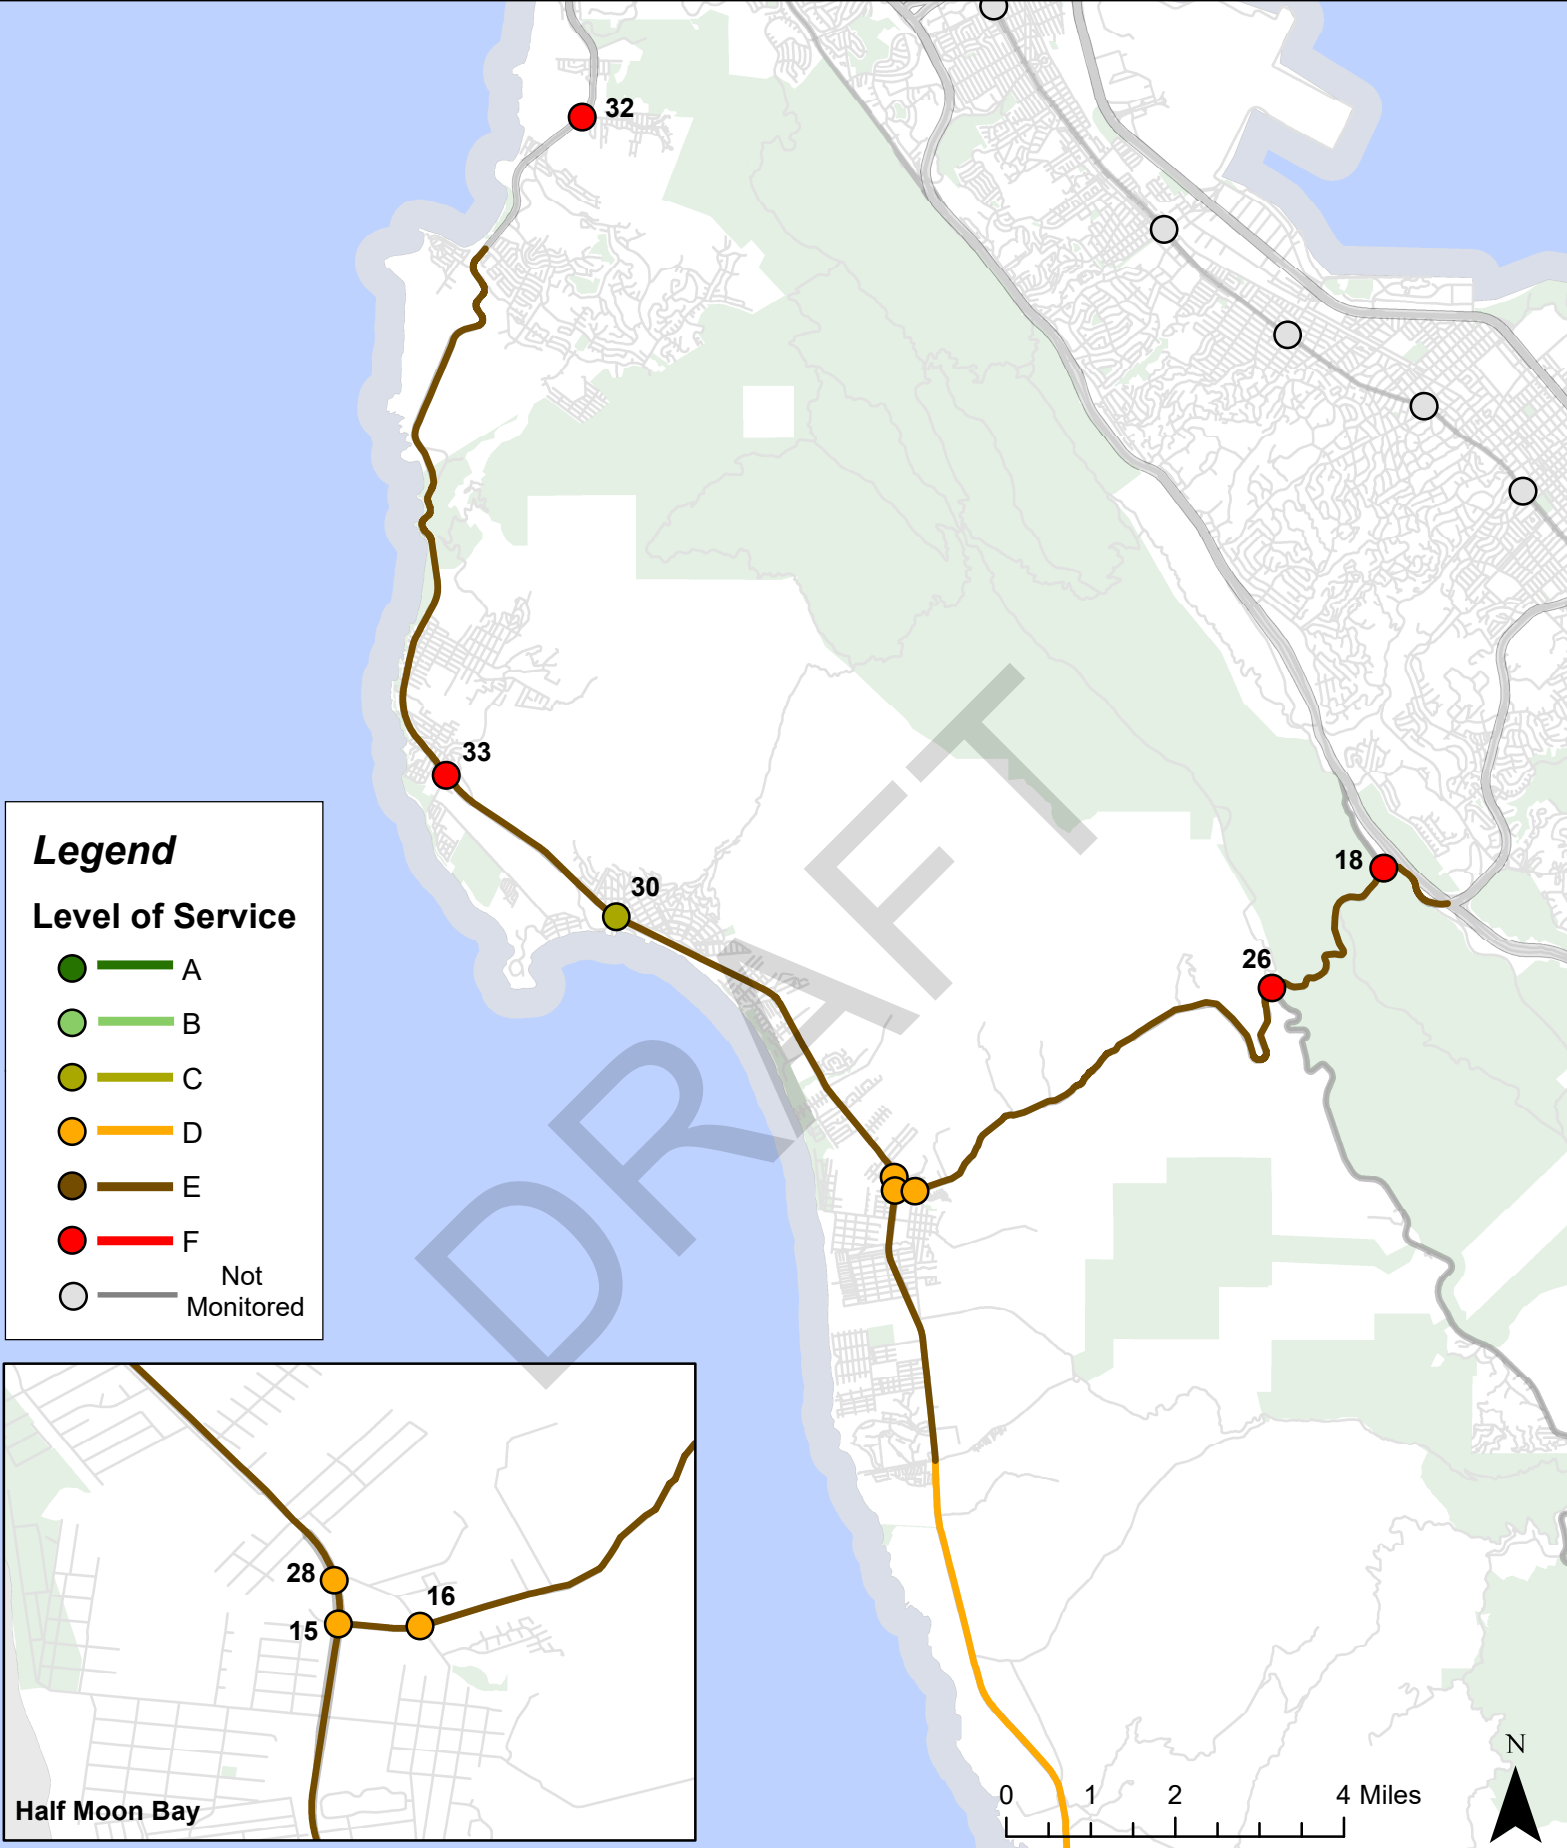 32
33
30
18
26
DRAFT
Legend
Level of Service
A
B
C
D
E
F
Not
Monitored
28
16
15
Half Moon Bay
N
0 1 2 4 Miles